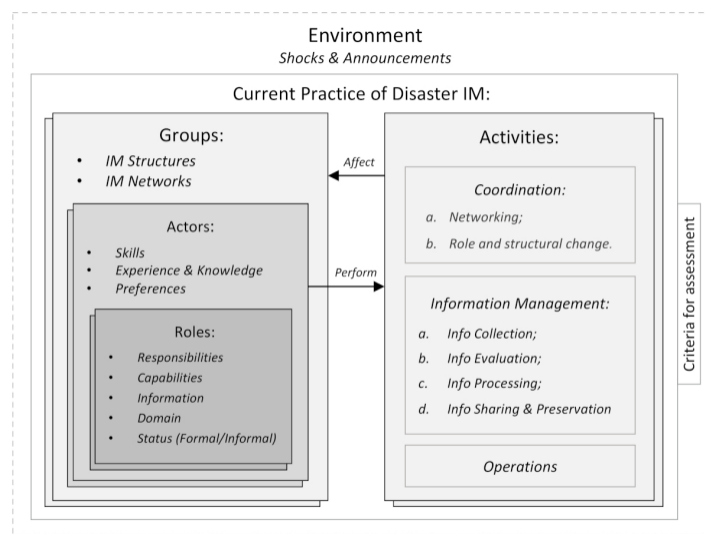 Environment
Shocks & Announcements
Current Practice of Disaster IM:
Groups:
• IM Structures
• IM Networks
Actors:
• Skills
• Experience & Knowledge
• Preferences
Roles:
• Responsibilities
• Capabilities
• Information
• Domain
• Status (Formal/Informal)
Affect
Perform
Activities:
Coordination:
a. Networking;
b. Role and structural change.
Information Management:
a. Info Collection;
b. Info Evaluation;
c. Info Processing;
d. Info Sharing & Preservation
Operations
Criteria for assessment